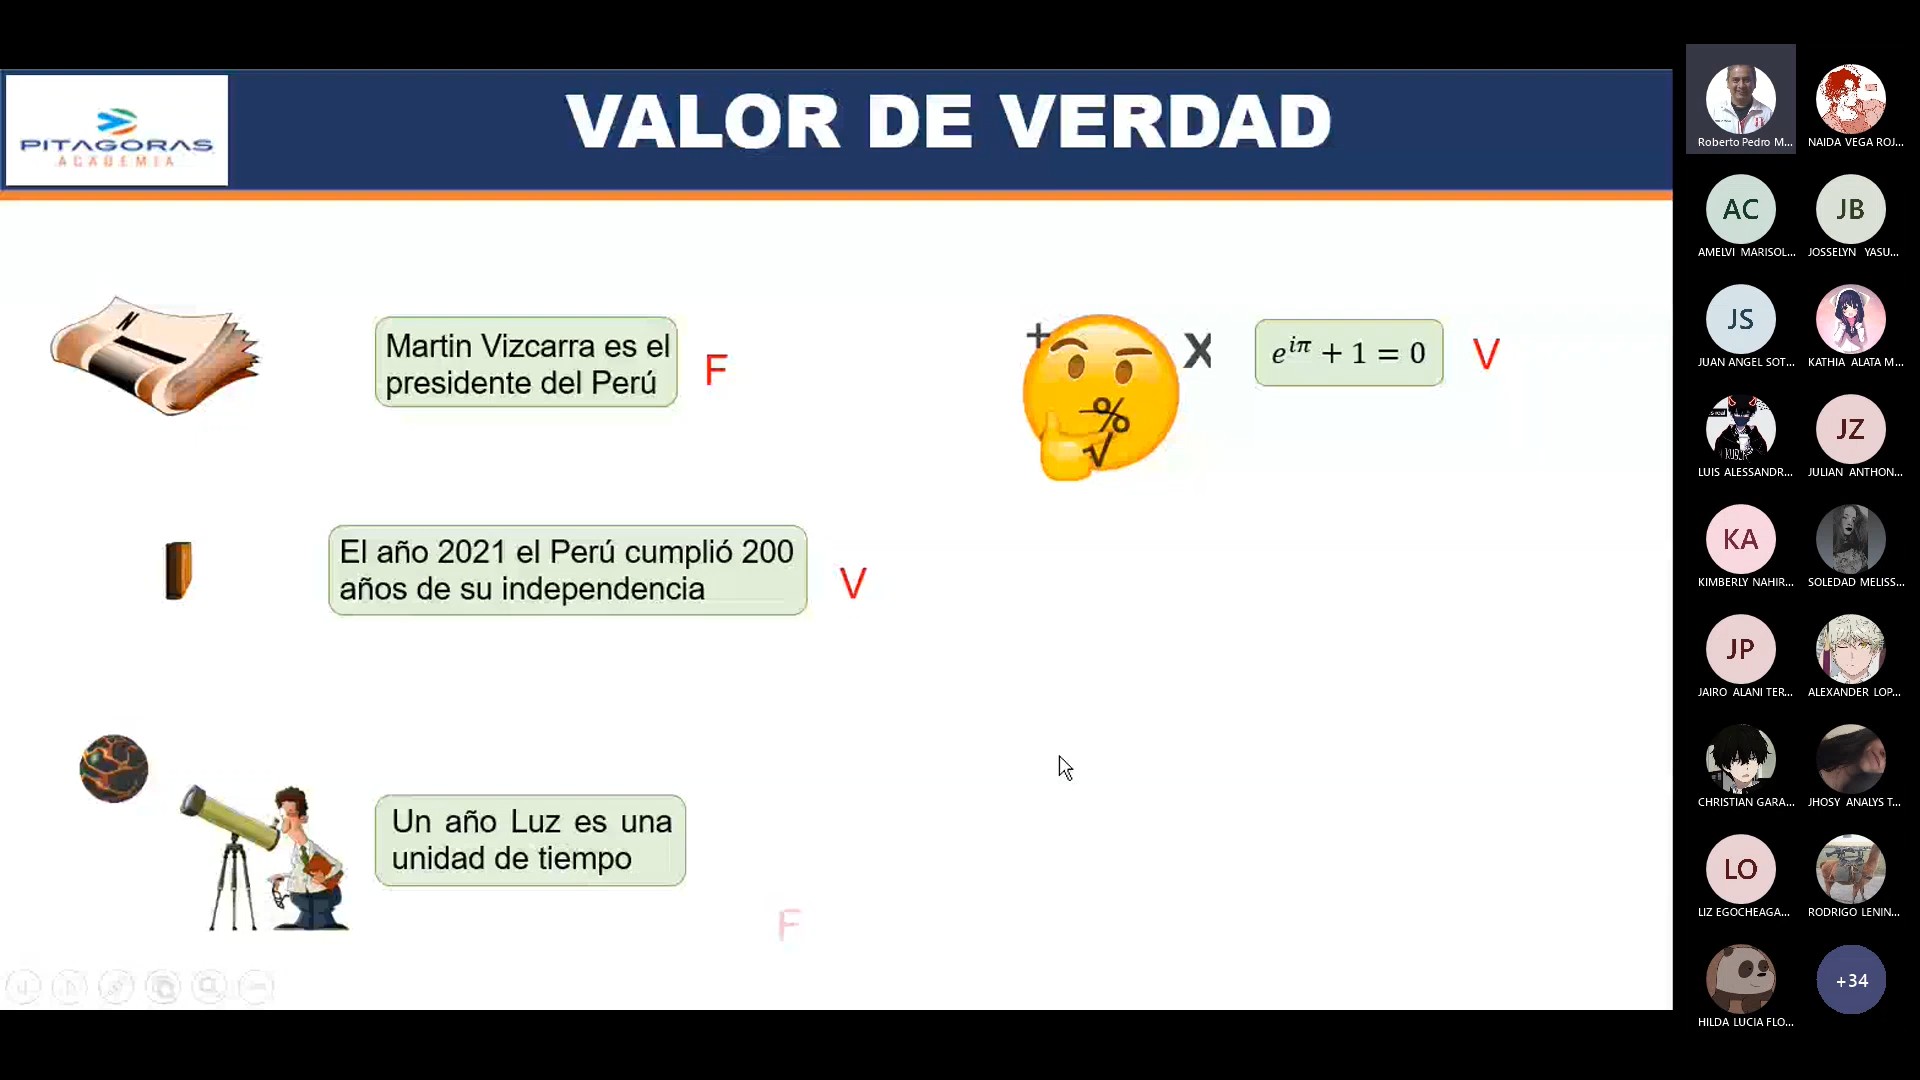 VALOR DE VERDAD
PITAGORAS
ACADEMIA
N
Martin Vizcarra es el
presidente del Perú
F
+
%
√
X
e^{iπ} + 1 = 0
V
El año 2021 el Perú cumplió 200
años de su independencia
V
Un año Luz es una
unidad de tiempo
F
Roberto Pedro M...
NAIDA VEGA ROJ...
AC
AMELVI MARISOL...
JB
JOSSELYN YASU...
JS
JUAN ANGEL SOT...
KATHIA ALATA M...
LUIS ALESSANDR...
JZ
JULIAN ANTHON...
KA
KIMBERLY NAHIR...
SOLEDAD MELISS...
JP
JAIRO ALANI TER...
ALEXANDER LOP...
CHRISTIAN GARA...
JHOSY ANALYS T...
LO
LIZ EGOCHEAGA...
RODRIGO LENIN...
HILDA LUCIA FLO...
+34